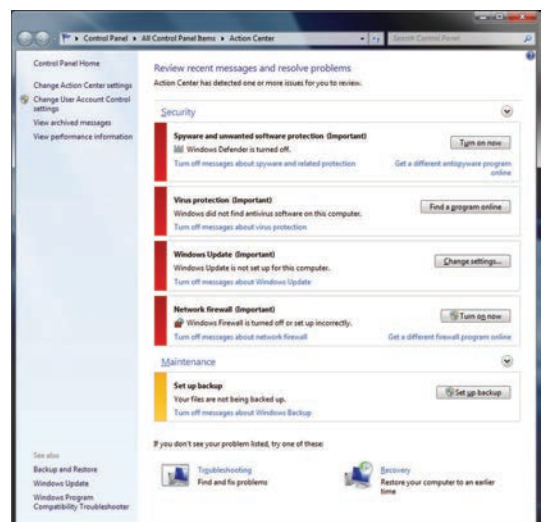 Control Panel ▸ All Control Panel Items ▸ Action Center
Search Control Panel
Control Panel Home
Change Action Center settings
Change User Account Control
settings
View archived messages
View performance information
Review recent messages and resolve problems
Action Center has detected one or more issues for you to review.
Security
Spyware and unwanted software protection (Important)
Windows Defender is turned off.
Turn off messages about spyware and related protection
Turn on now
Get a different antispyware program
online
Virus protection (Important)
Windows did not find antivirus software on this computer.
Turn off messages about virus protection
Find a program online
Windows Update (Important)
Windows Update is not set up for this computer.
Turn off messages about Windows Update
Change settings...
Network firewall (Important)
Windows Firewall is turned off or set up incorrectly.
Turn off messages about network firewall
Turn on now
Get a different firewall program online
Maintenance
Set up backup
Your files are not being backed up.
Turn off messages about Windows Backup
Set up backup
If you don't see your problem listed, try one of these:
Troubleshooting
Find and fix problems
Recovery
Restore your computer to an earlier
time
See also
Backup and Restore
Windows Update
Windows Program
Compatibility Troubleshooter